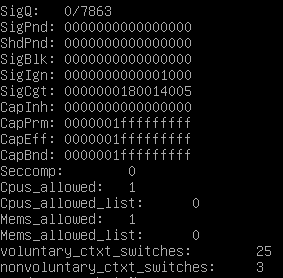 SigQ:   0/7863
SigPnd: 0000000000000000
ShdPnd: 0000000000000000
SigBlk: 0000000000000000
SigIgn: 0000000000001000
SigCgt: 0000000180014005
CapInh: 0000000000000000
CapPrm: 0000001fffffffff
CapEff: 0000001fffffffff
CapBnd: 0000001fffffffff
Seccomp:        0
Cpus_allowed:   1
Cpus_allowed_list:      0
Mems_allowed:   1
Mems_allowed_list:      0
voluntary_ctxt_switches:        25
nonvoluntary_ctxt_switches:     3